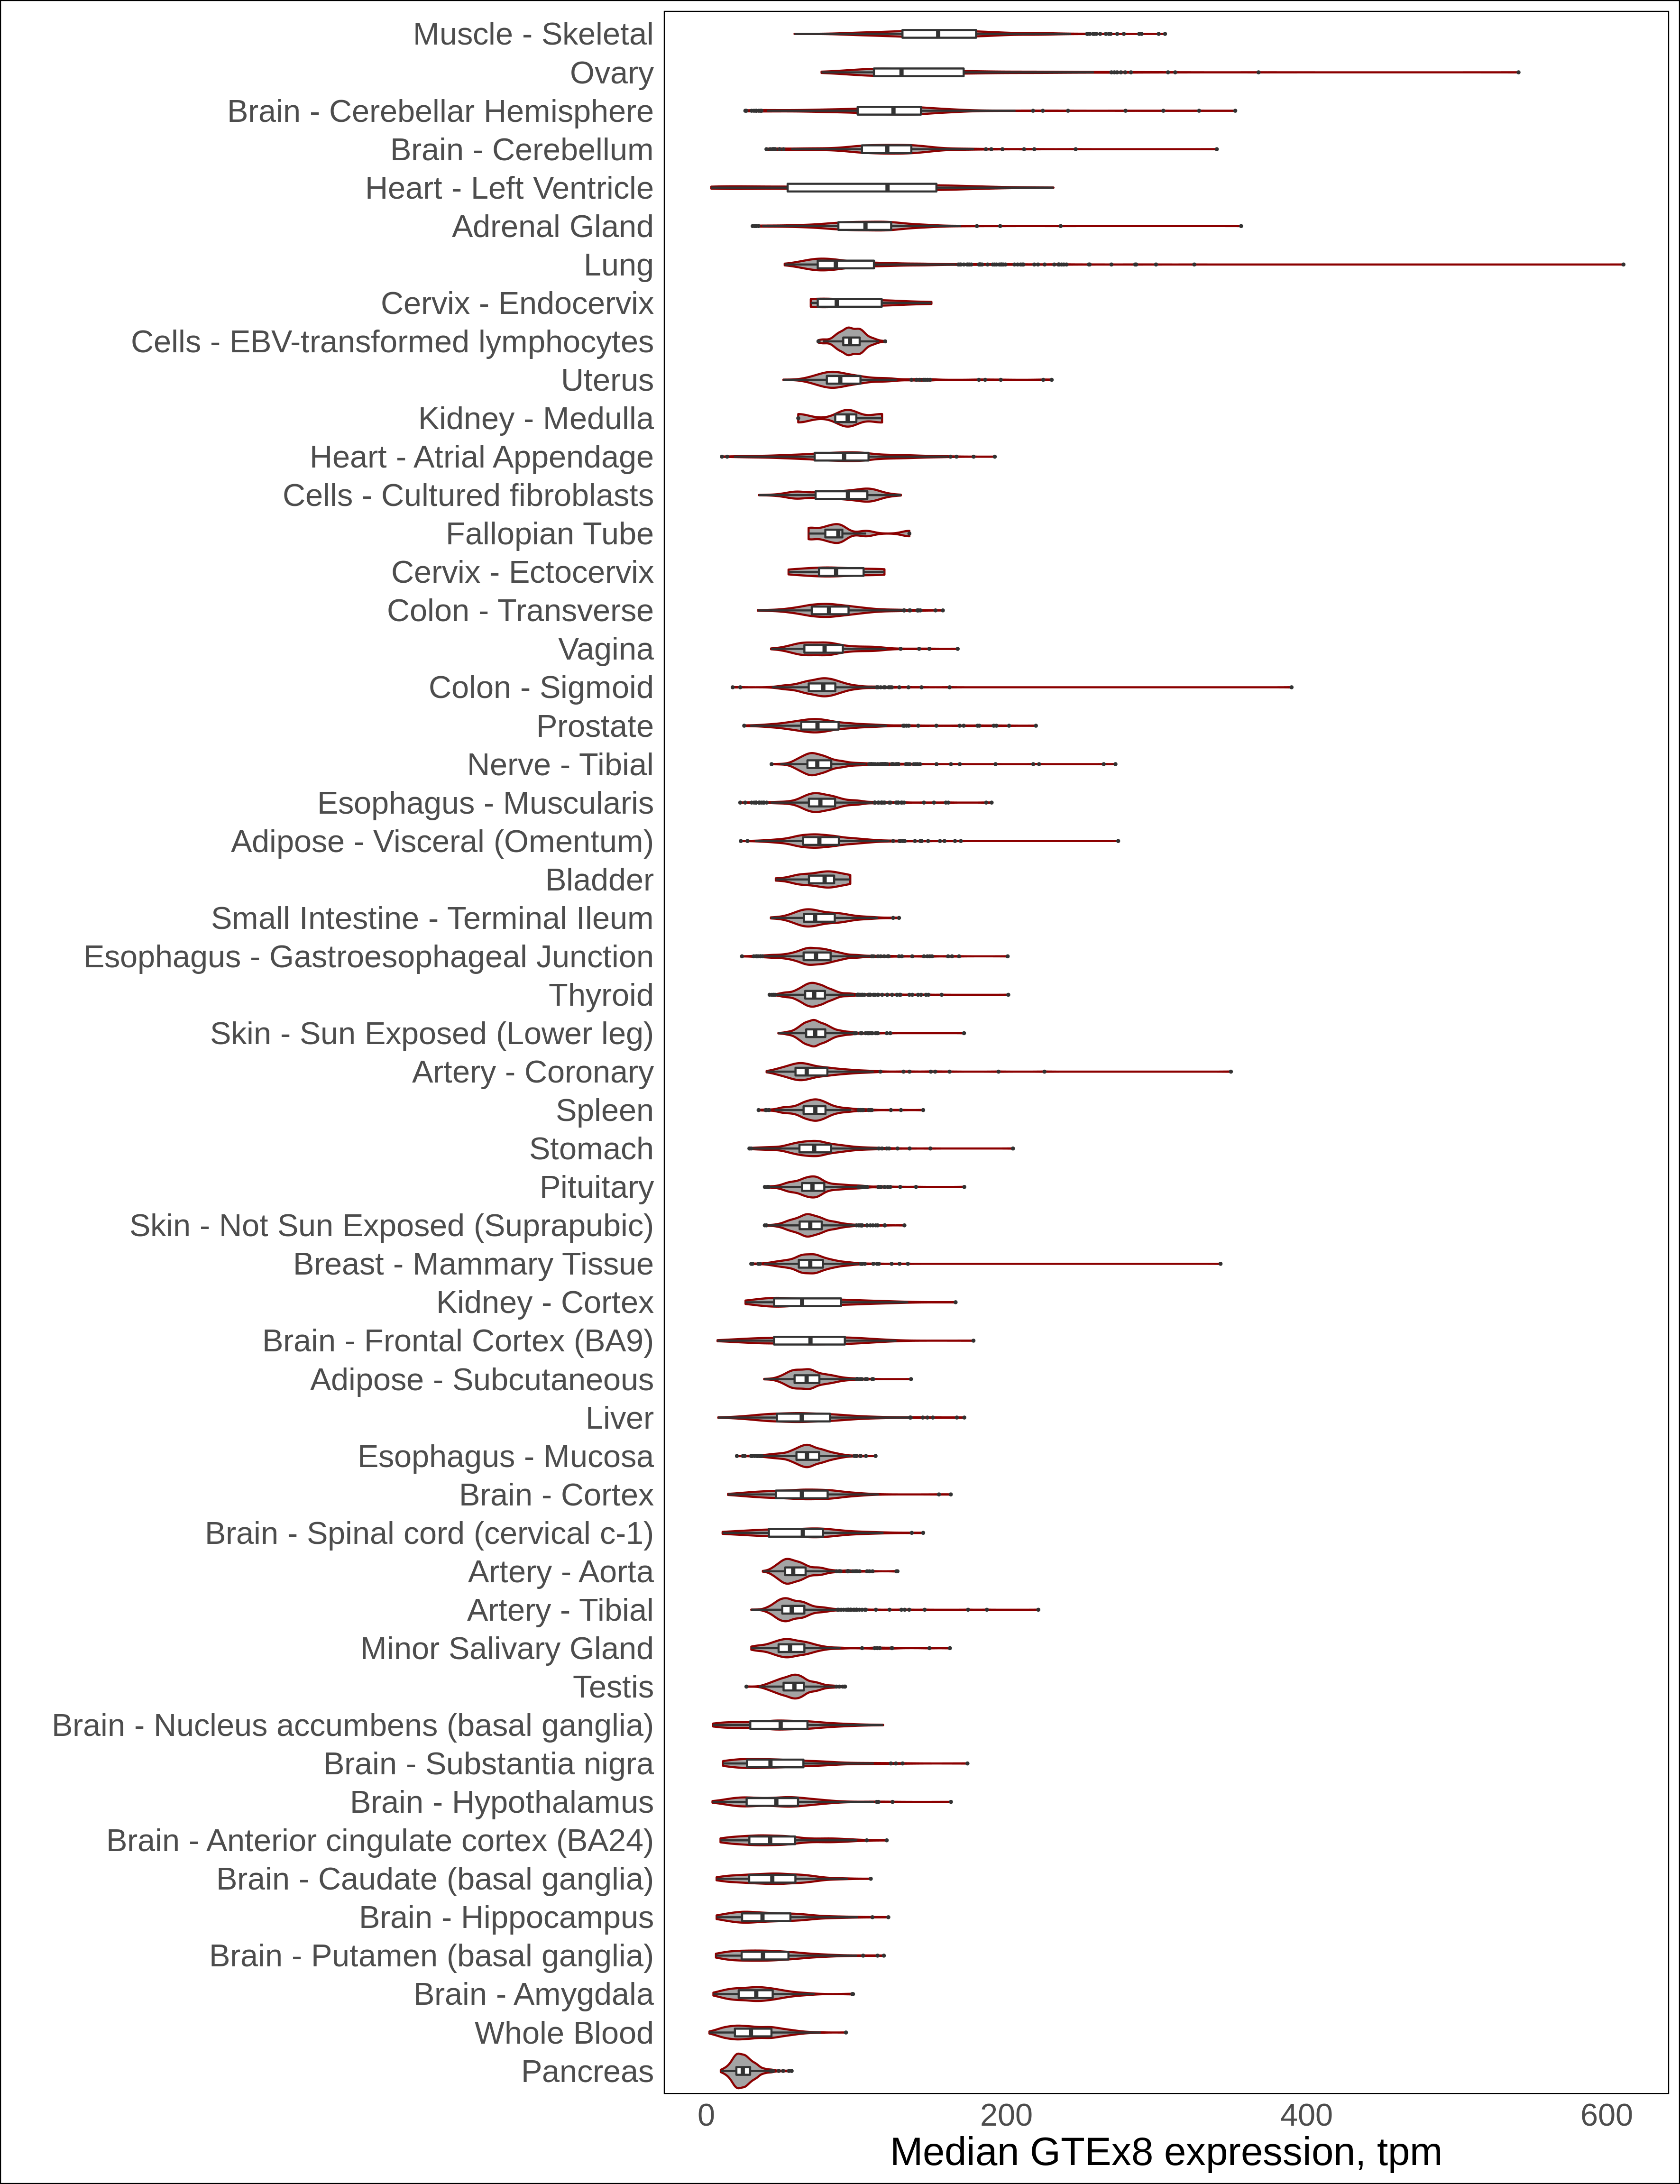 Muscle - Skeletal
Ovary
Brain - Cerebellar Hemisphere
Brain - Cerebellum
Heart - Left Ventricle
Adrenal Gland
Lung
Cervix - Endocervix
Cells - EBV-transformed lymphocytes
Uterus
Kidney - Medulla
Heart - Atrial Appendage
Cells - Cultured fibroblasts
Fallopian Tube
Cervix - Ectocervix
Colon - Transverse
Vagina
Colon - Sigmoid
Prostate
Nerve - Tibial
Esophagus - Muscularis
Adipose - Visceral (Omentum)
Bladder
Small Intestine - Terminal Ileum
Esophagus - Gastroesophageal Junction
Thyroid
Skin - Sun Exposed (Lower leg)
Artery - Coronary
Spleen
Stomach
Pituitary
Skin - Not Sun Exposed (Suprapubic)
Breast - Mammary Tissue
Kidney - Cortex
Brain - Frontal Cortex (BA9)
Adipose - Subcutaneous
Liver
Esophagus - Mucosa
Brain - Cortex
Brain - Spinal cord (cervical c-1)
Artery - Aorta
Artery - Tibial
Minor Salivary Gland
Testis
Brain - Nucleus accumbens (basal ganglia)
Brain - Substantia nigra
Brain - Hypothalamus
Brain - Anterior cingulate cortex (BA24)
Brain - Caudate (basal ganglia)
Brain - Hippocampus
Brain - Putamen (basal ganglia)
Brain - Amygdala
Whole Blood
Pancreas
0 200 400 600
Median GTEx8 expression, tpm